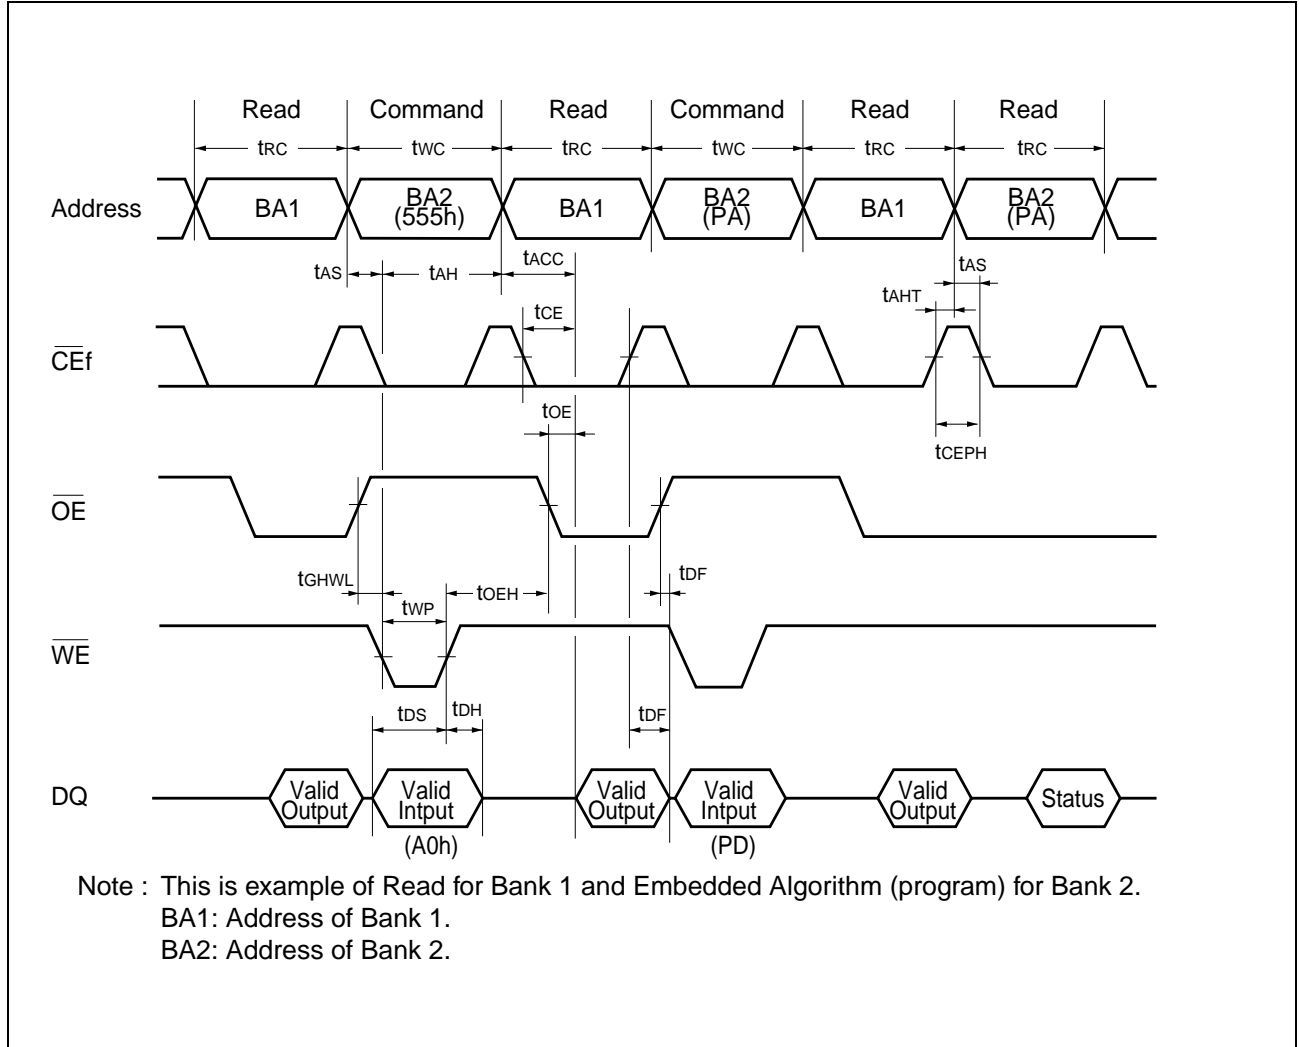 Read Command Read Command Read Read
tRC tWC tRC tWC tRC tRC
Address BA1 BA2 (555h) BA1 BA2 (PA) BA1 BA2 (PA)
tAS tAH tACC tAS
tAHT
tCE
CEf
tOE
tCEPH
OE
tGHWL tWP tOEH tDF
WE
tDS tDH tDF
DQ Valid Output Valid Intput Valid Output Valid Intput Valid Output Status
(A0h) (PD)
Note : This is example of Read for Bank 1 and Embedded Algorithm (program) for Bank 2.
BA1: Address of Bank 1.
BA2: Address of Bank 2.